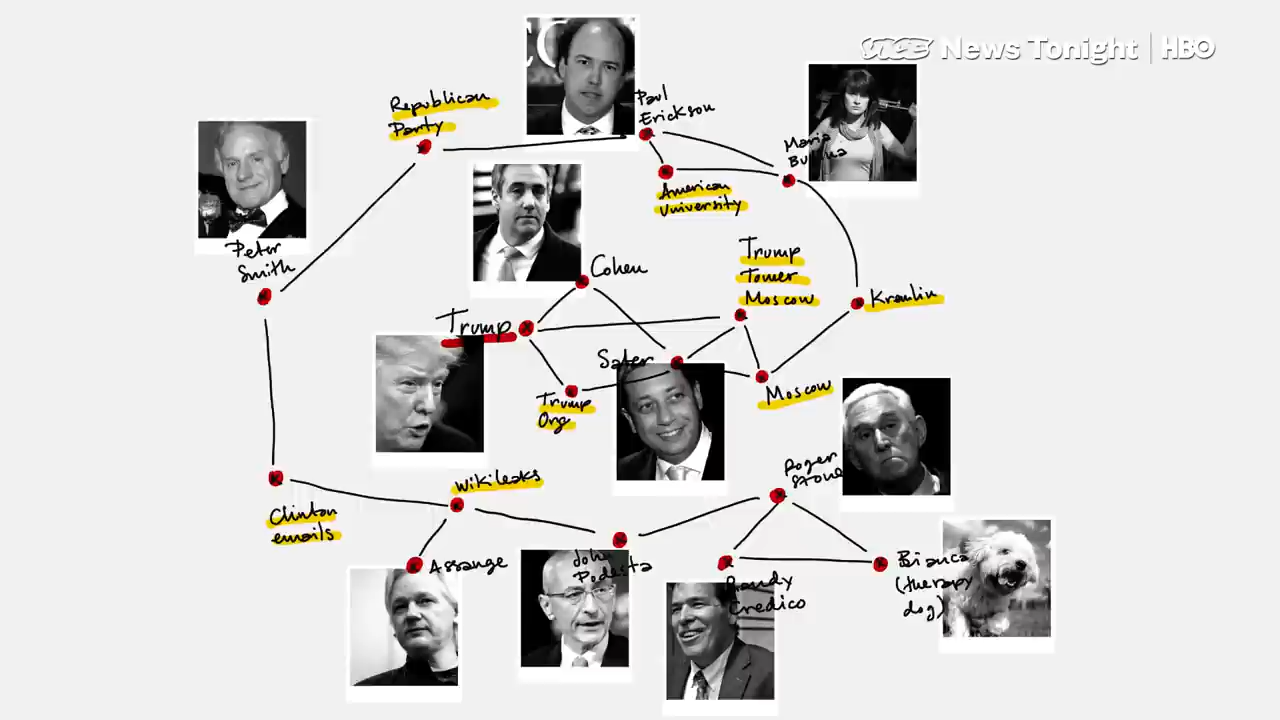 VICE News Tonight | HBO
Republican
Party
Paul
Erickson
Maria
Butina
American
University
Peter
Smith
Cohen
Trump
Tower
Moscow
Kremlin
Trump
Sater
Trump
Org
Moscow
Roger
Stone
Wikileaks
Clinton
emails
Assange
John
Podesta
Randy
Credico
Bianca
(therapy
dog)